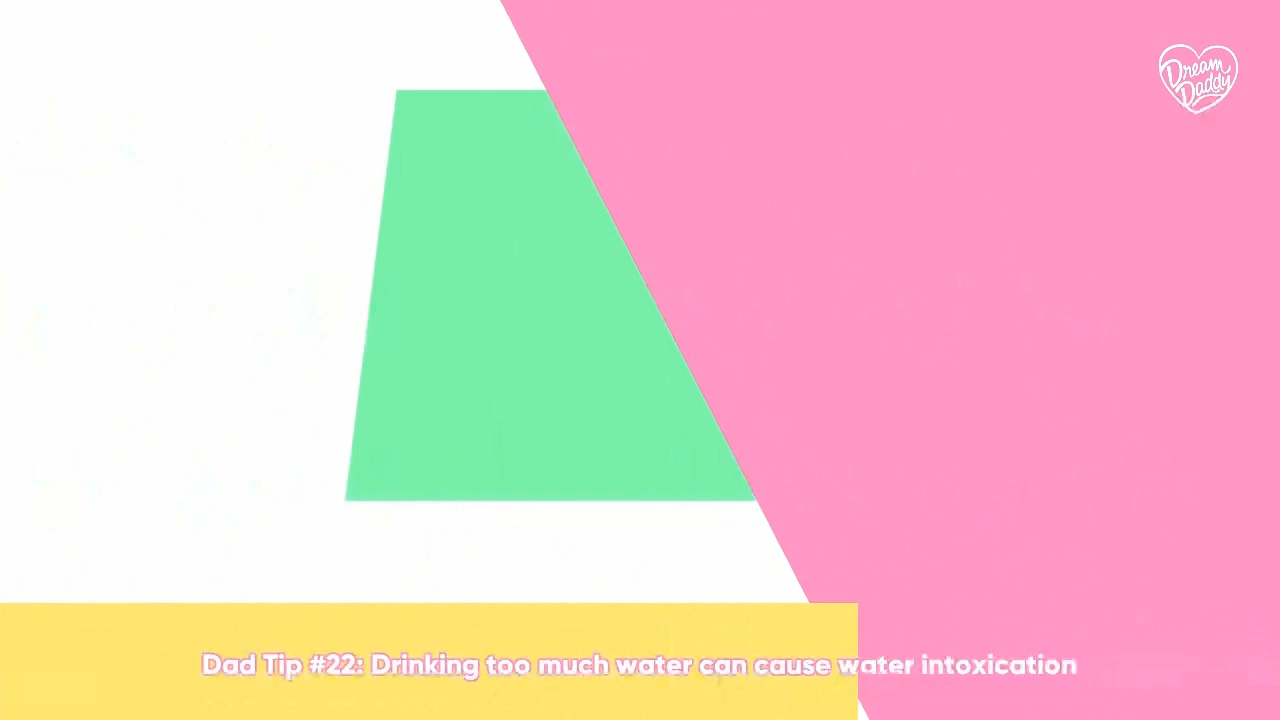 Dream
Daddy
Dad Tip #22: Drinking too much water can cause water intoxication